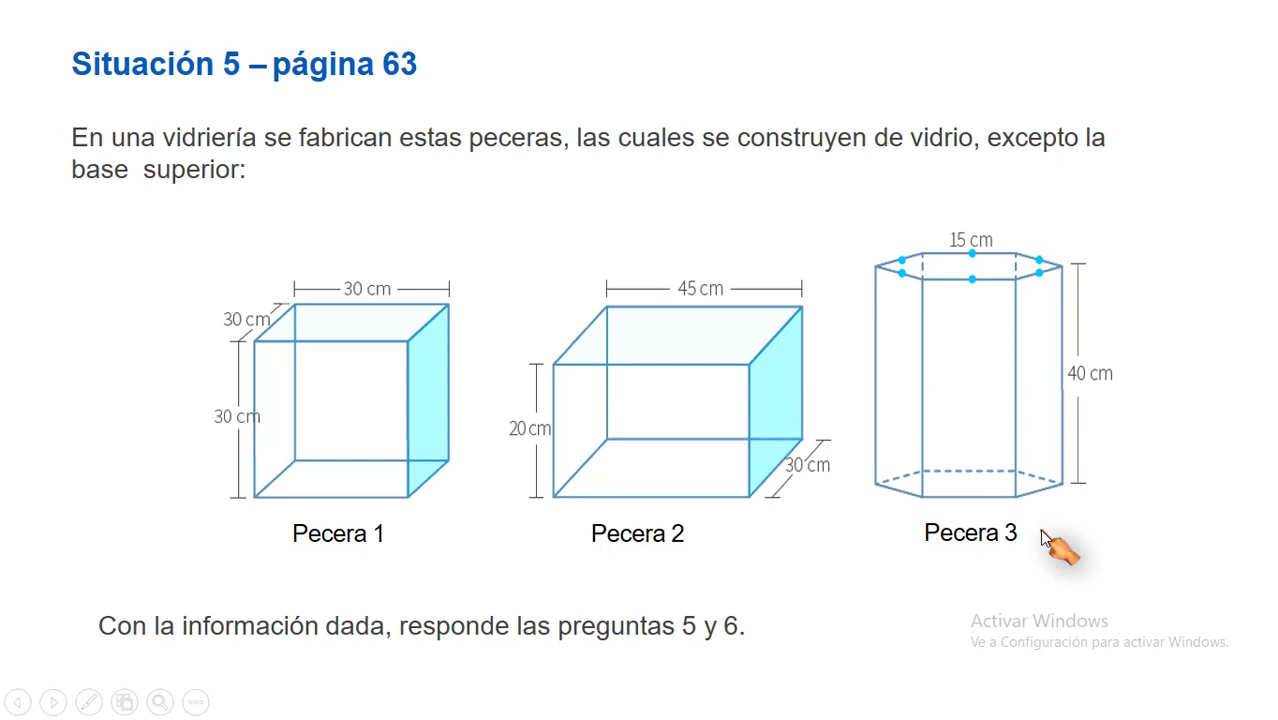 Situación 5 – página 63
En una vidriería se fabrican estas peceras, las cuales se construyen de vidrio, excepto la
base superior:
15 cm
30 cm
45 cm
30 cm
40 cm
30 cm
20 cm
30 cm
Pecera 1
Pecera 2
Pecera 3
Con la información dada, responde las preguntas 5 y 6.
Activar Windows
Ve a Configuración para activar Windows.